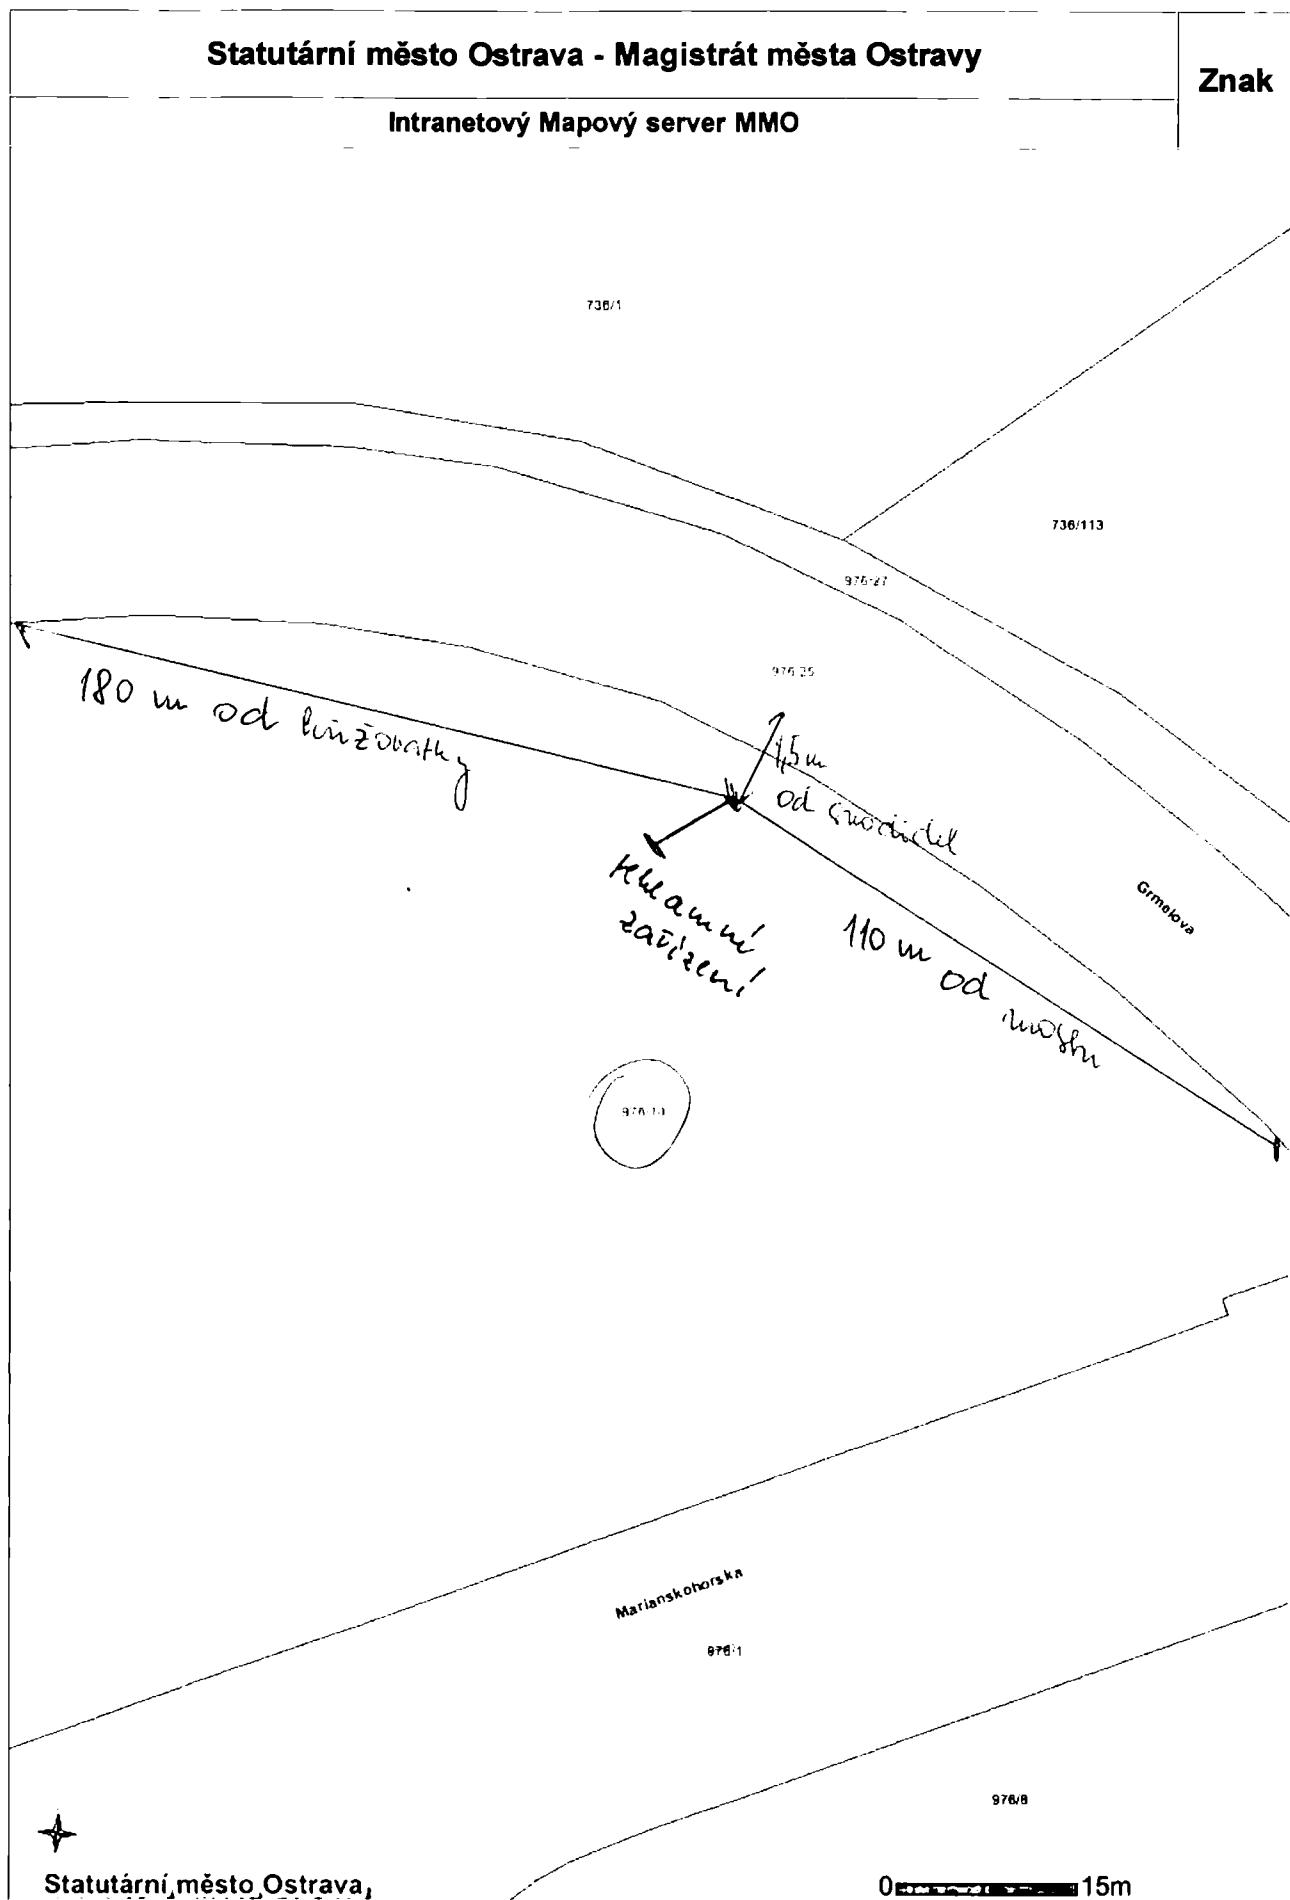 Statutární město Ostrava - Magistrát města Ostravy
Znak
Intranetový Mapový server MMO
736/1
736/113
976/27
976/35
180 m od křižovatky
1,5 m
od svodidel
reklamní
zařízení
110 m od
mostu
Grmelova
Marianskohorska
976/1
976/8
Statutární město Ostrava,
0 15m